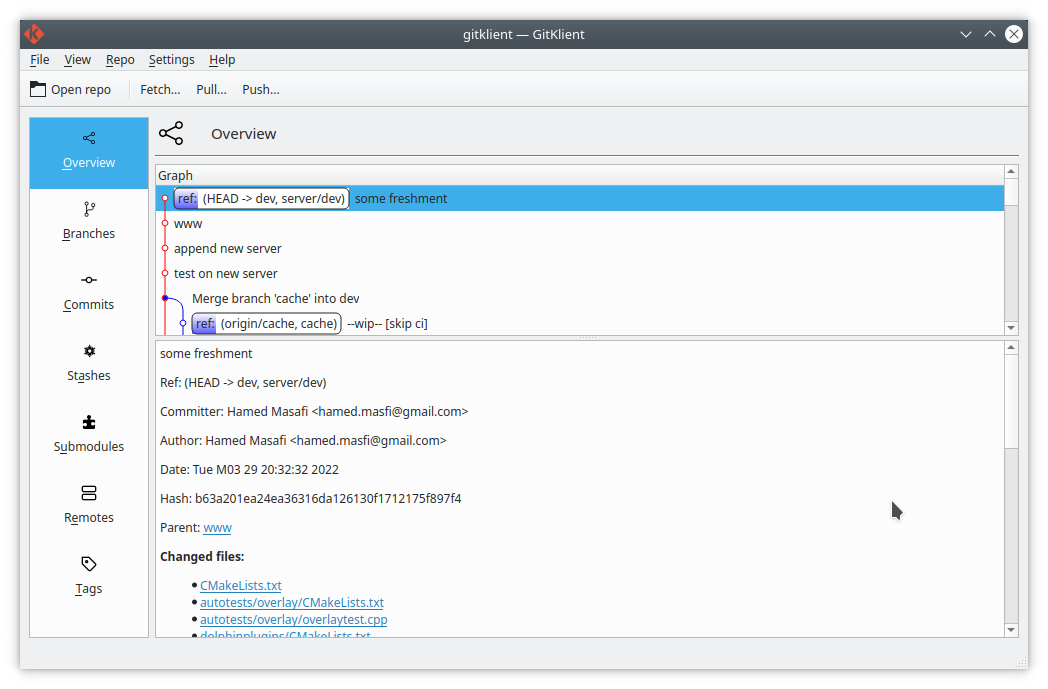 gitklient — GitKlient
File View Repo Settings Help
Open repo Fetch... Pull... Push...
Overview
Branches
Commits
Stashes
Submodules
Remotes
Tags
Overview
Graph
ref: (HEAD -> dev, server/dev) some freshment
www
append new server
test on new server
Merge branch 'cache' into dev
ref: (origin/cache, cache) --wip-- [skip ci]
some freshment
Ref: (HEAD -> dev, server/dev)
Committer: Hamed Masafi <hamed.masfi@gmail.com>
Author: Hamed Masafi <hamed.masfi@gmail.com>
Date: Tue M03 29 20:32:32 2022
Hash: b63a201ea24ea36316da126130f1712175f897f4
Parent: www
Changed files:
• CMakeLists.txt
• autotests/overlay/CMakeLists.txt
• autotests/overlay/overlaytest.cpp
• dolphinplugins/CMakeLists.txt